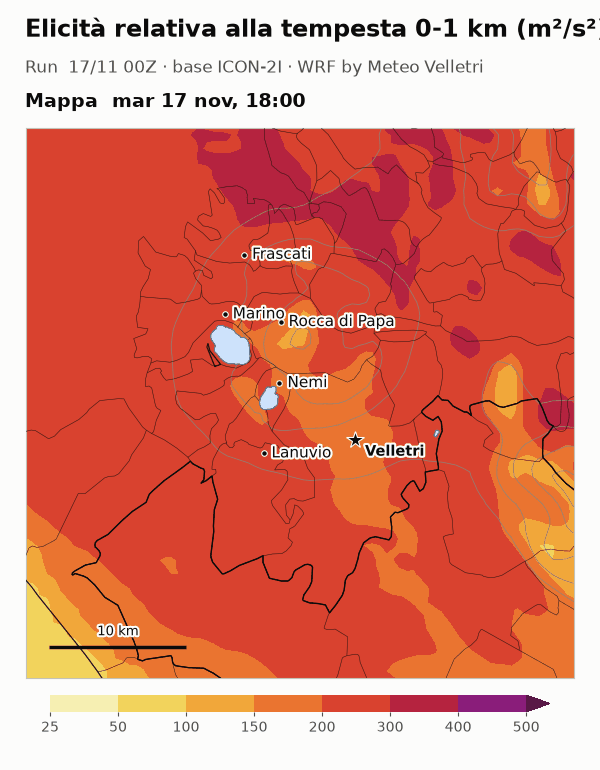 Elicità relativa alla tempesta 0-1 km (m²/s²)
Run  17/11 00Z · base ICON-2I · WRF by Meteo Velletri
Mappa  mar 17 nov, 18:00
Frascati
Marino
Rocca di Papa
Nemi
Velletri
Lanuvio
10 km
25 50 100 150 200 300 400 500